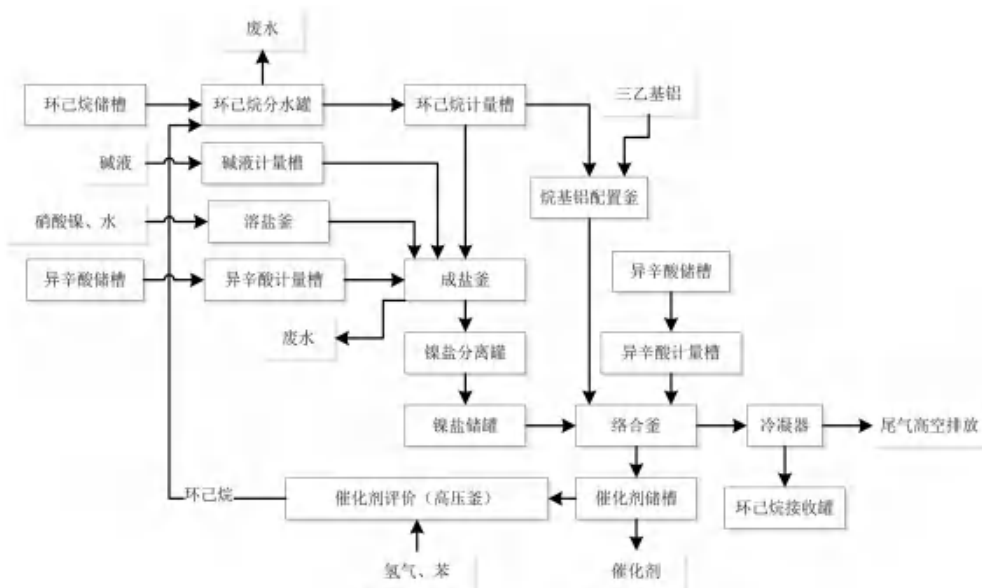 废水
环己烷储槽
环己烷分水罐
环己烷计量槽
三乙基铝
碱液
碱液计量槽
烷基铝配置釜
硝酸镍、水
溶盐釜
异辛酸储槽
异辛酸计量槽
成盐釜
异辛酸储槽
废水
镍盐分离罐
异辛酸计量槽
镍盐储罐
络合釜
冷凝器
尾气高空排放
环己烷
催化剂评价（高压釜）
催化剂储槽
环己烷接收罐
氢气、苯
催化剂